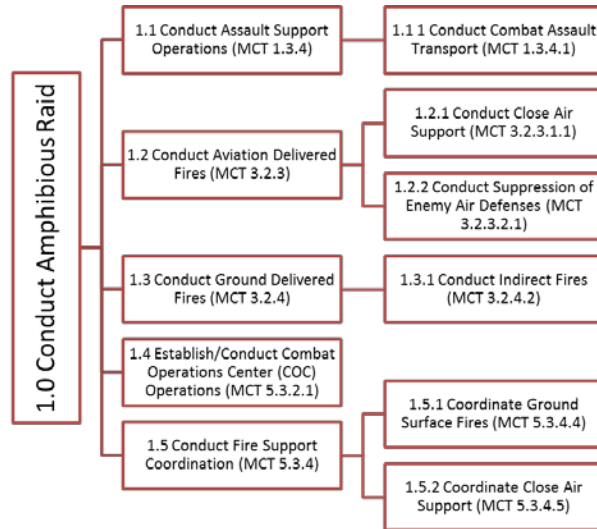 1.0 Conduct Amphibious Raid
1.1 Conduct Assault Support
Operations (MCT 1.3.4)
1.1 1 Conduct Combat Assault
Transport (MCT 1.3.4.1)
1.2 Conduct Aviation Delivered
Fires (MCT 3.2.3)
1.2.1 Conduct Close Air
Support (MCT 3.2.3.1.1)
1.2.2 Conduct Suppression of
Enemy Air Defenses (MCT
3.2.3.2.1)
1.3 Conduct Ground Delivered
Fires (MCT 3.2.4)
1.3.1 Conduct Indirect Fires
(MCT 3.2.4.2)
1.4 Establish/Conduct Combat
Operations Center (COC)
Operations (MCT 5.3.2.1)
1.5 Conduct Fire Support
Coordination (MCT 5.3.4)
1.5.1 Coordinate Ground
Surface Fires (MCT 5.3.4.4)
1.5.2 Coordinate Close Air
Support (MCT 5.3.4.5)